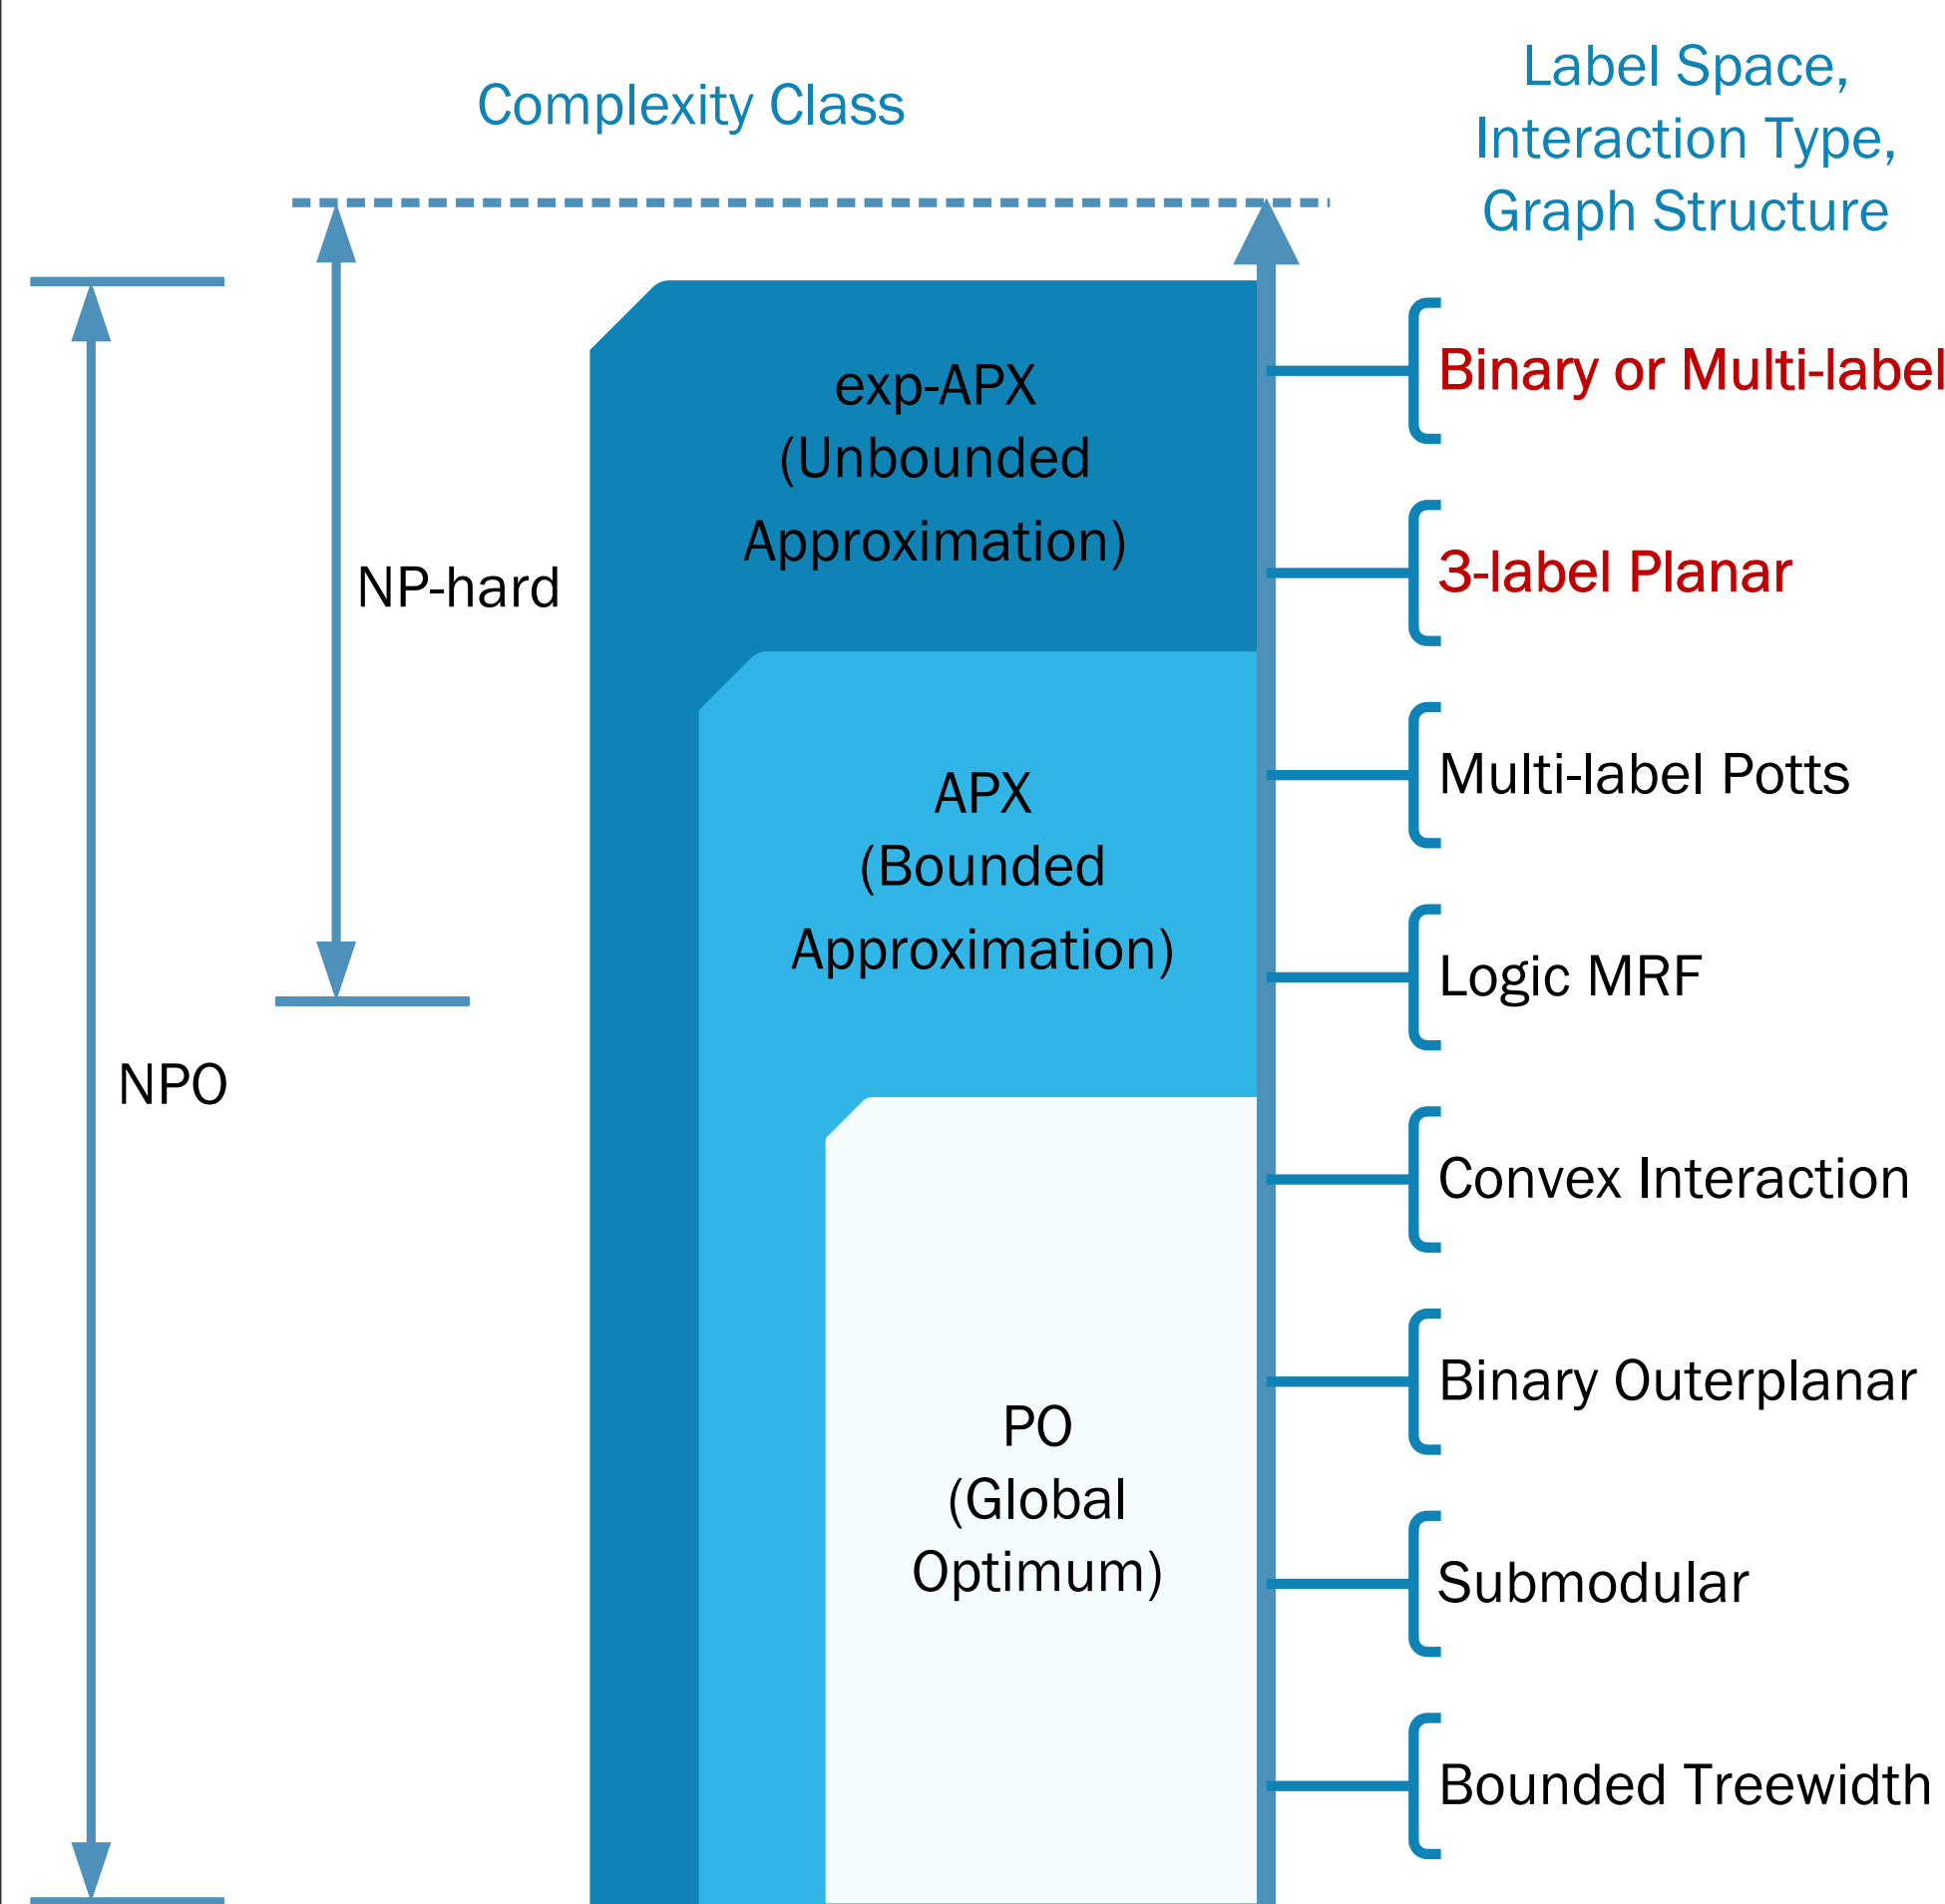 Complexity Class
Label Space,
Interaction Type,
Graph Structure
NPO
NP-hard
exp-APX
(Unbounded
Approximation)
APX
(Bounded
Approximation)
PO
(Global
Optimum)
Binary or Multi-label
3-label Planar
Multi-label Potts
Logic MRF
Convex Interaction
Binary Outerplanar
Submodular
Bounded Treewidth